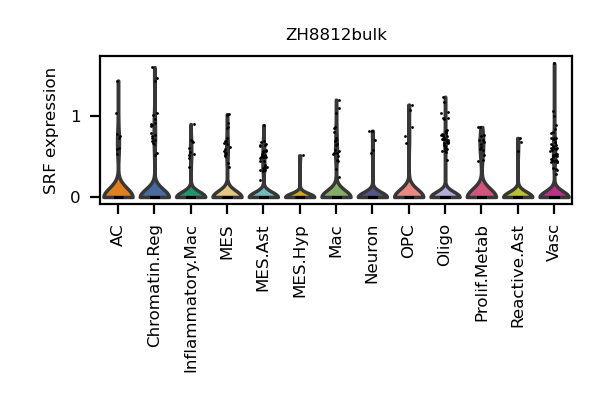 ZH8812bulk
SRF expression
1
0
AC
Chromatin.Reg
Inflammatory.Mac
MES
MES.Ast
MES.Hyp
Mac
Neuron
OPC
Oligo
Prolif.Metab
Reactive.Ast
Vasc